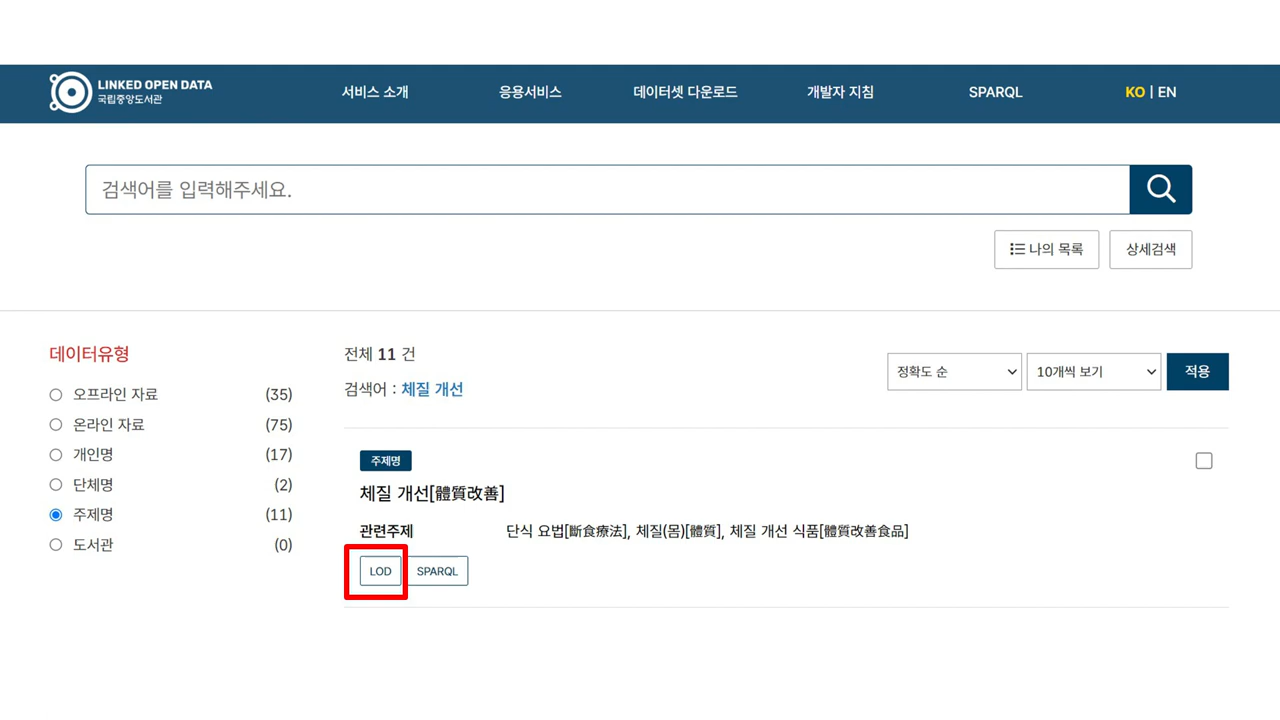 LINKED OPEN DATA
국립중앙도서관
서비스 소개
응용서비스
데이터셋 다운로드
개발자 지침
SPARQL
KO | EN
검색어를 입력해주세요.
나의 목록
상세검색
데이터유형
오프라인 자료 (35)
온라인 자료 (75)
개인명 (17)
단체명 (2)
주제명 (11)
도서관 (0)
전체 11 건
검색어 : 체질 개선
정확도 순
10개씩 보기
적용
주제명
체질 개선[體質改善]
관련주제 단식 요법[斷食療法], 체질(몸)[體質], 체질 개선 식품[體質改善食品]
LOD
SPARQL